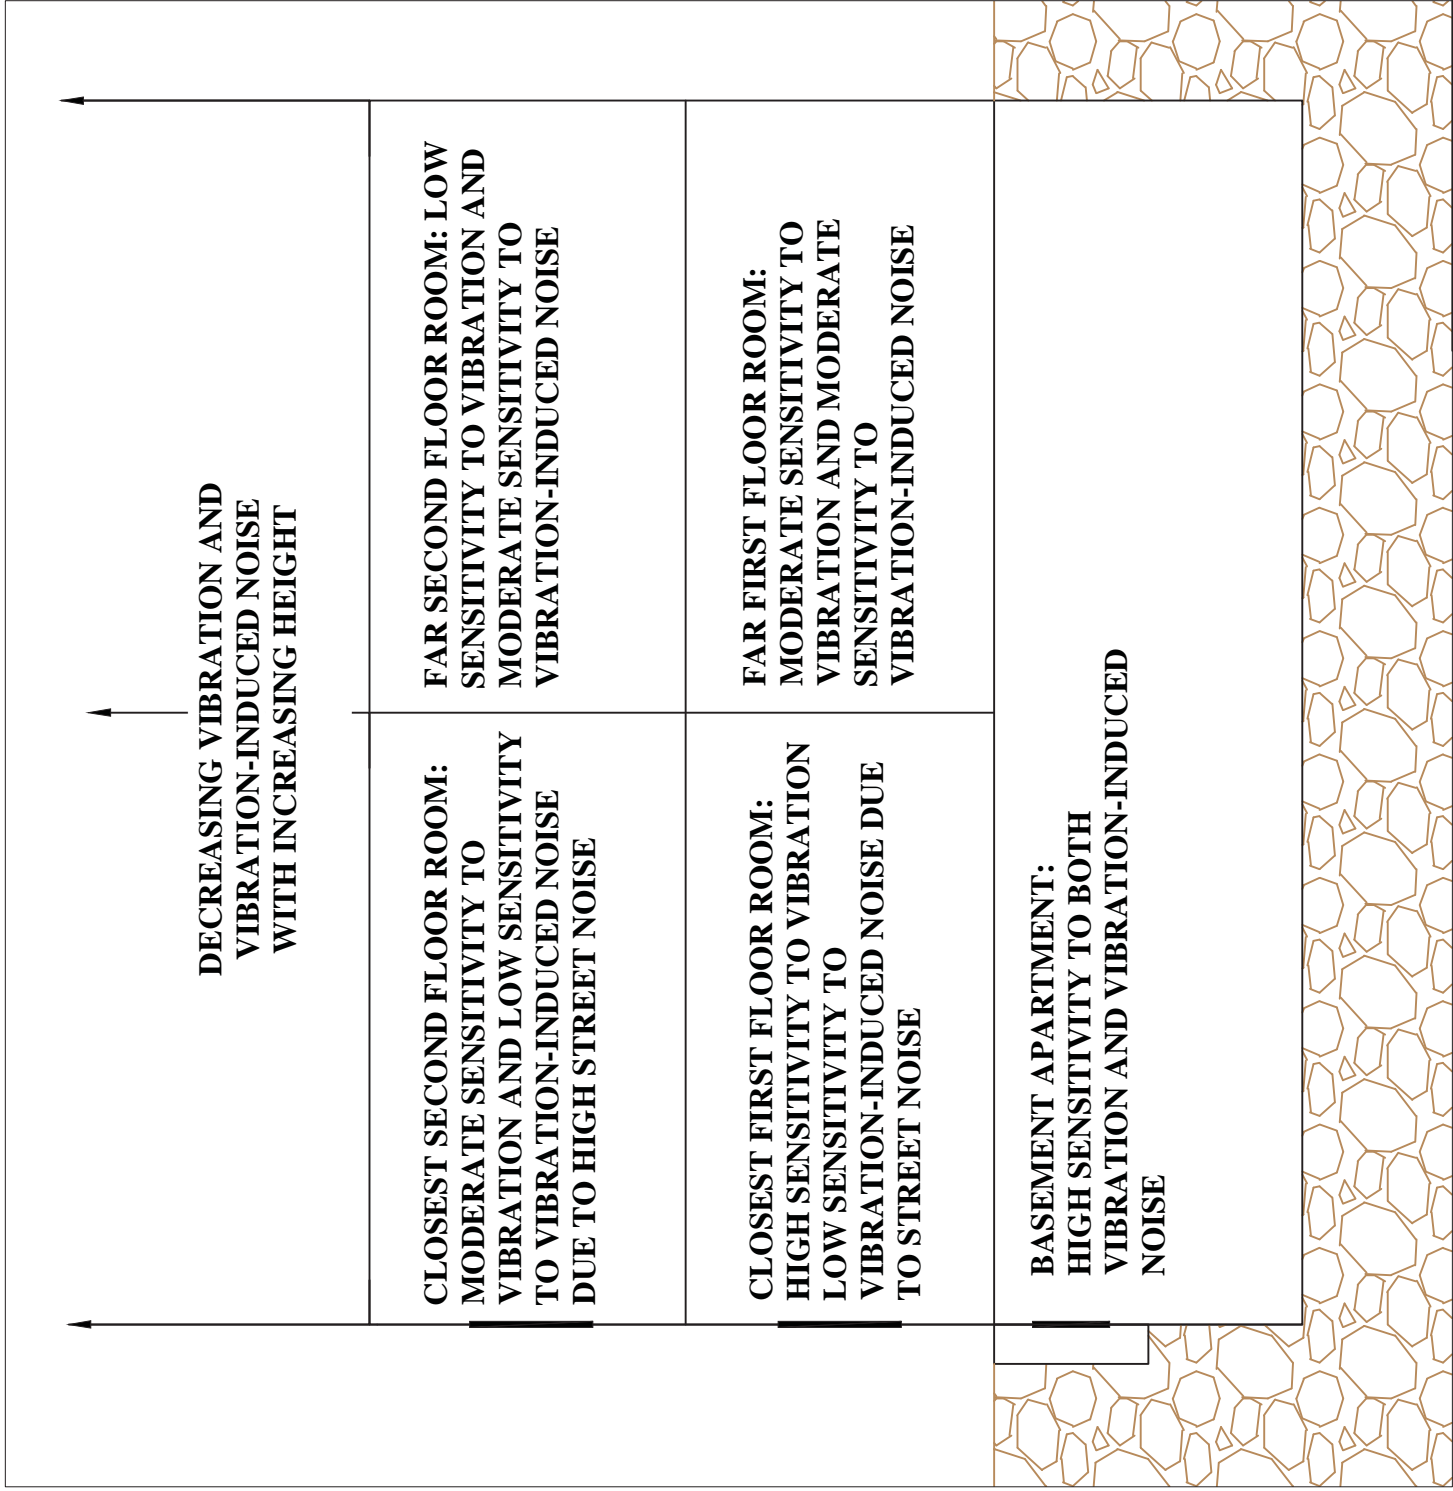 DECREASING VIBRATION AND
VIBRATION-INDUCED NOISE
WITH INCREASING HEIGHT
CLOSEST SECOND FLOOR ROOM:
MODERATE SENSITIVITY TO
VIBRATION AND LOW SENSITIVITY
TO VIBRATION-INDUCED NOISE
DUE TO HIGH STREET NOISE
FAR SECOND FLOOR ROOM: LOW
SENSITIVITY TO VIBRATION AND
MODERATE SENSITIVITY TO
VIBRATION-INDUCED NOISE
CLOSEST FIRST FLOOR ROOM:
HIGH SENSITIVITY TO VIBRATION
LOW SENSITIVITY TO
VIBRATION-INDUCED NOISE DUE
TO STREET NOISE
FAR FIRST FLOOR ROOM:
MODERATE SENSITIVITY TO
VIBRATION AND MODERATE
SENSITIVITY TO
VIBRATION-INDUCED NOISE
BASEMENT APARTMENT:
HIGH SENSITIVITY TO BOTH
VIBRATION AND VIBRATION-INDUCED
NOISE